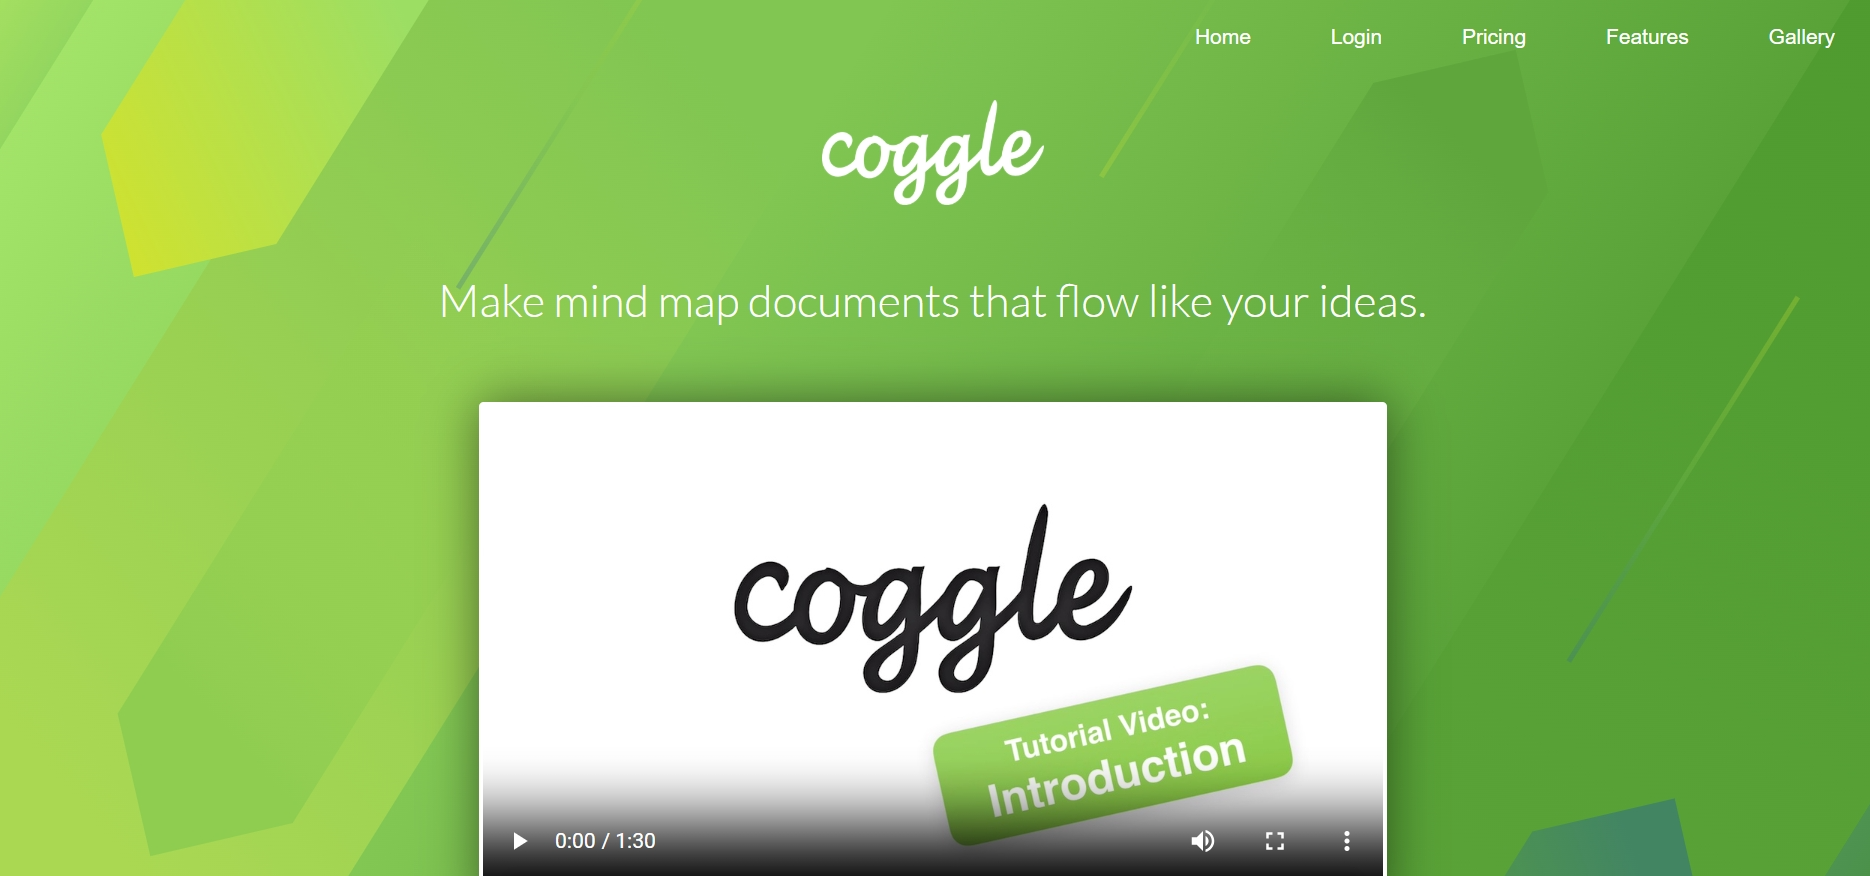 Home Login Pricing Features Gallery
coggle
Make mind map documents that flow like your ideas.
coggle
Tutorial Video:
Introduction
0:00 / 1:30